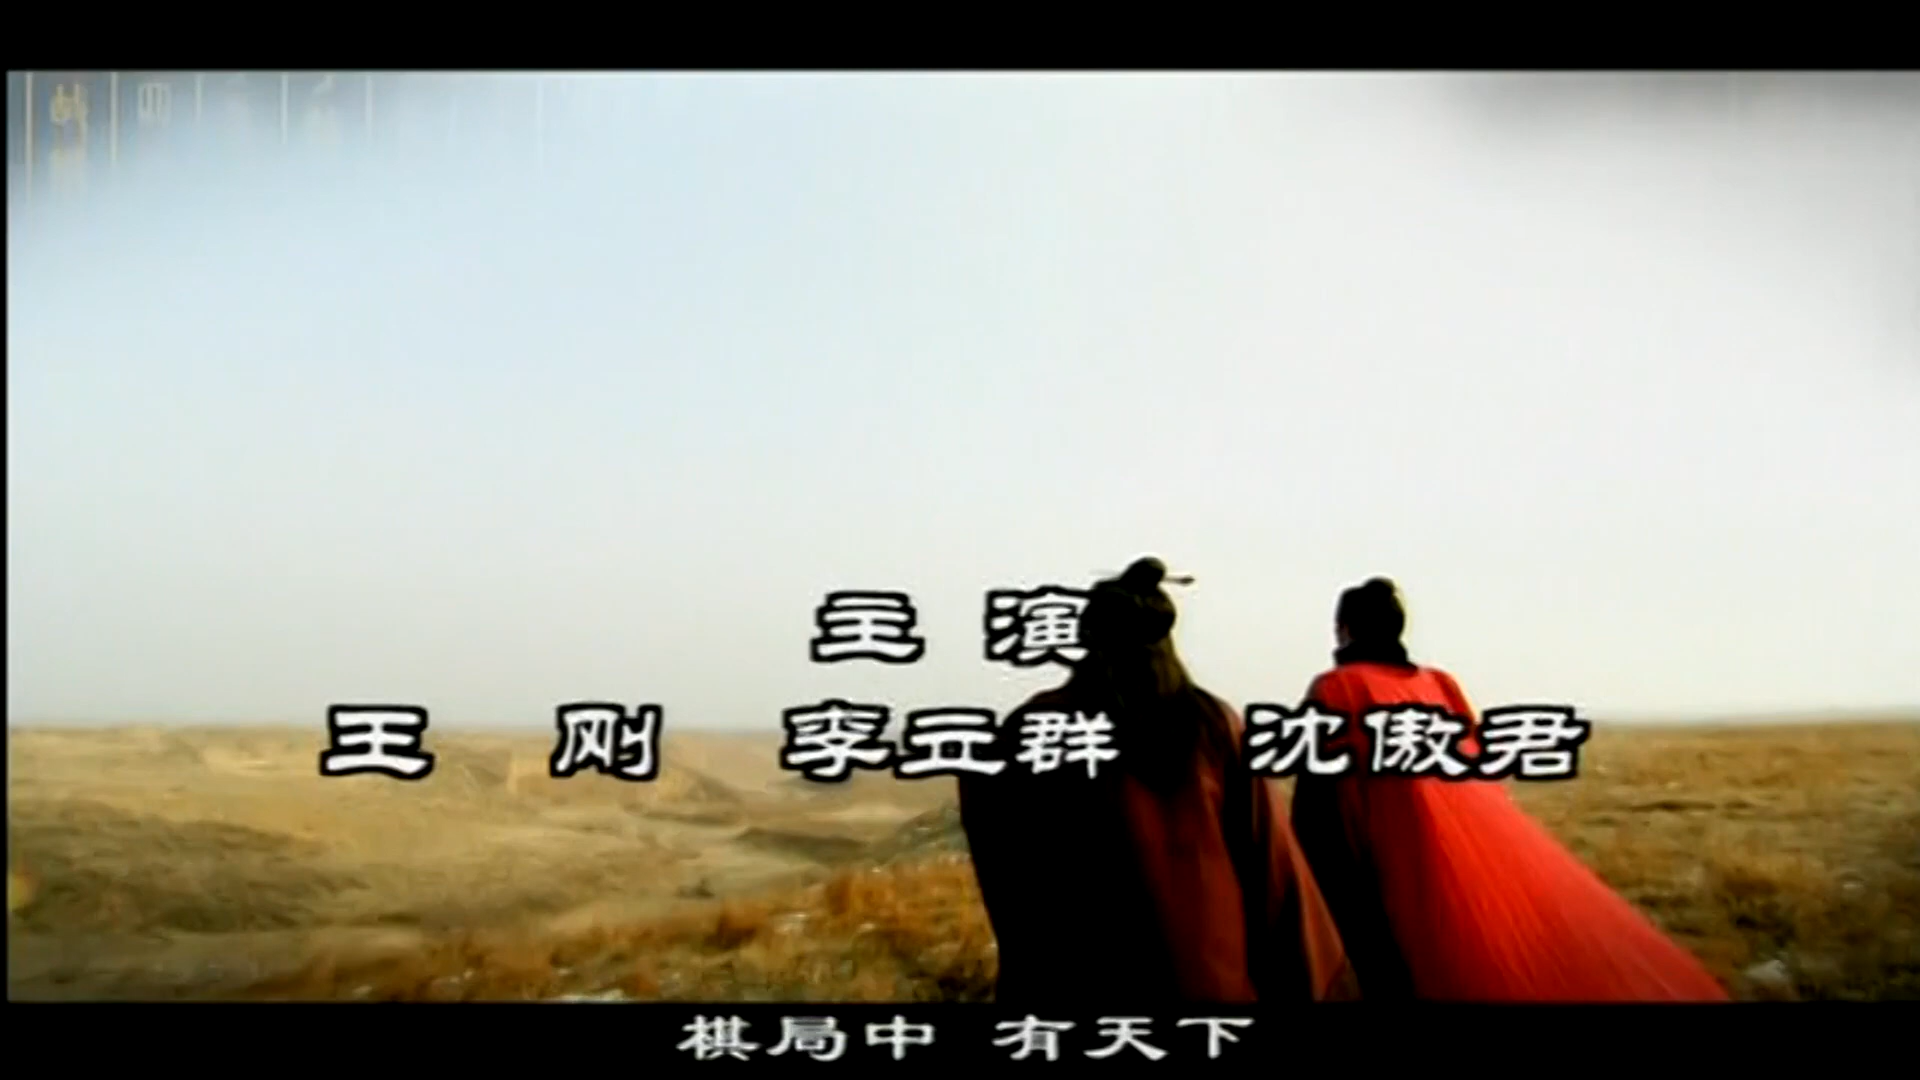 主 演
王 刚 李立群 沈傲君
棋局中 有天下